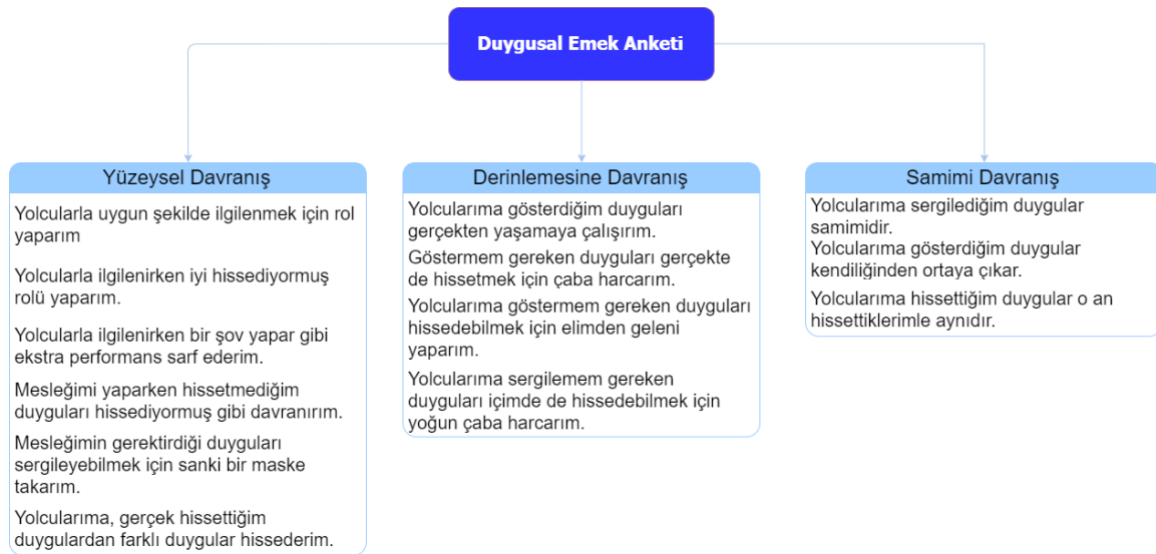 Duygusal Emek Anketi
Yüzeysel Davranış
Yolcularla uygun şekilde ilgilenmek için rol
yaparım
Yolcularla ilgilenirken iyi hissediyormuş
rolü yaparım.
Yolcularla ilgilenirken bir şov yapar gibi
ekstra performans sarf ederim.
Mesleğimi yaparken hissetmediğim
duyguları hissediyormuş gibi davranırım.
Mesleğimin gerektirdiği duyguları
sergileyebilmek için sanki bir maske
takarım.
Yolcularıma, gerçek hissettiğim
duygulardan farklı duygular hissederim.
Derinlemesine Davranış
Yolcularıma gösterdiğim duyguları
gerçekten yaşamaya çalışırım.
Göstermem gereken duyguları gerçekte
de hissetmek için çaba harcarım.
Yolcularıma göstermem gereken duyguları
hissedebilmek için elimden geleni
yaparım.
Yolcularıma sergilemem gereken
duyguları içimde de hissedebilmek için
yoğun çaba harcarım.
Samimi Davranış
Yolcularıma sergilediğim duygular
samimidir.
Yolcularıma gösterdiğim duygular
kendiliğinden ortaya çıkar.
Yolcularıma hissettiğim duygular o an
hissettiklerimle aynıdır.